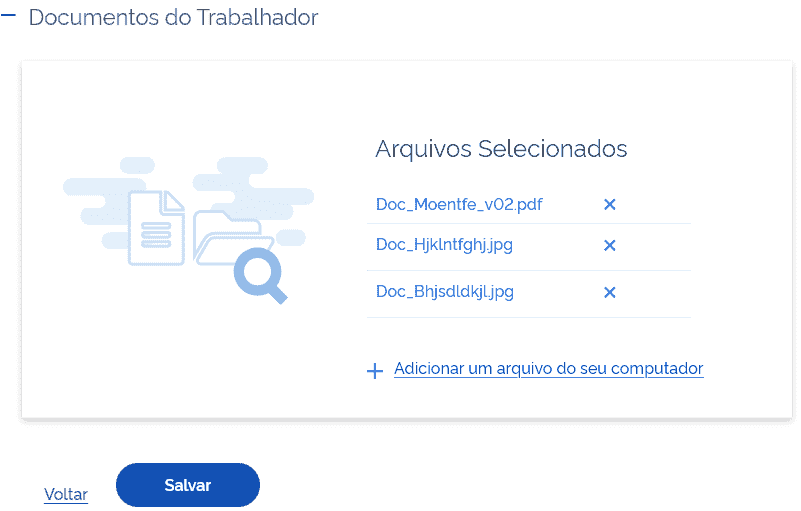 Documentos do Trabalhador
Arquivos Selecionados
Doc_Moentfe_v02.pdf
Doc_Hjklntfghj.jpg
Doc_Bhjsdldkjl.jpg
Adicionar um arquivo do seu computador
Voltar
Salvar